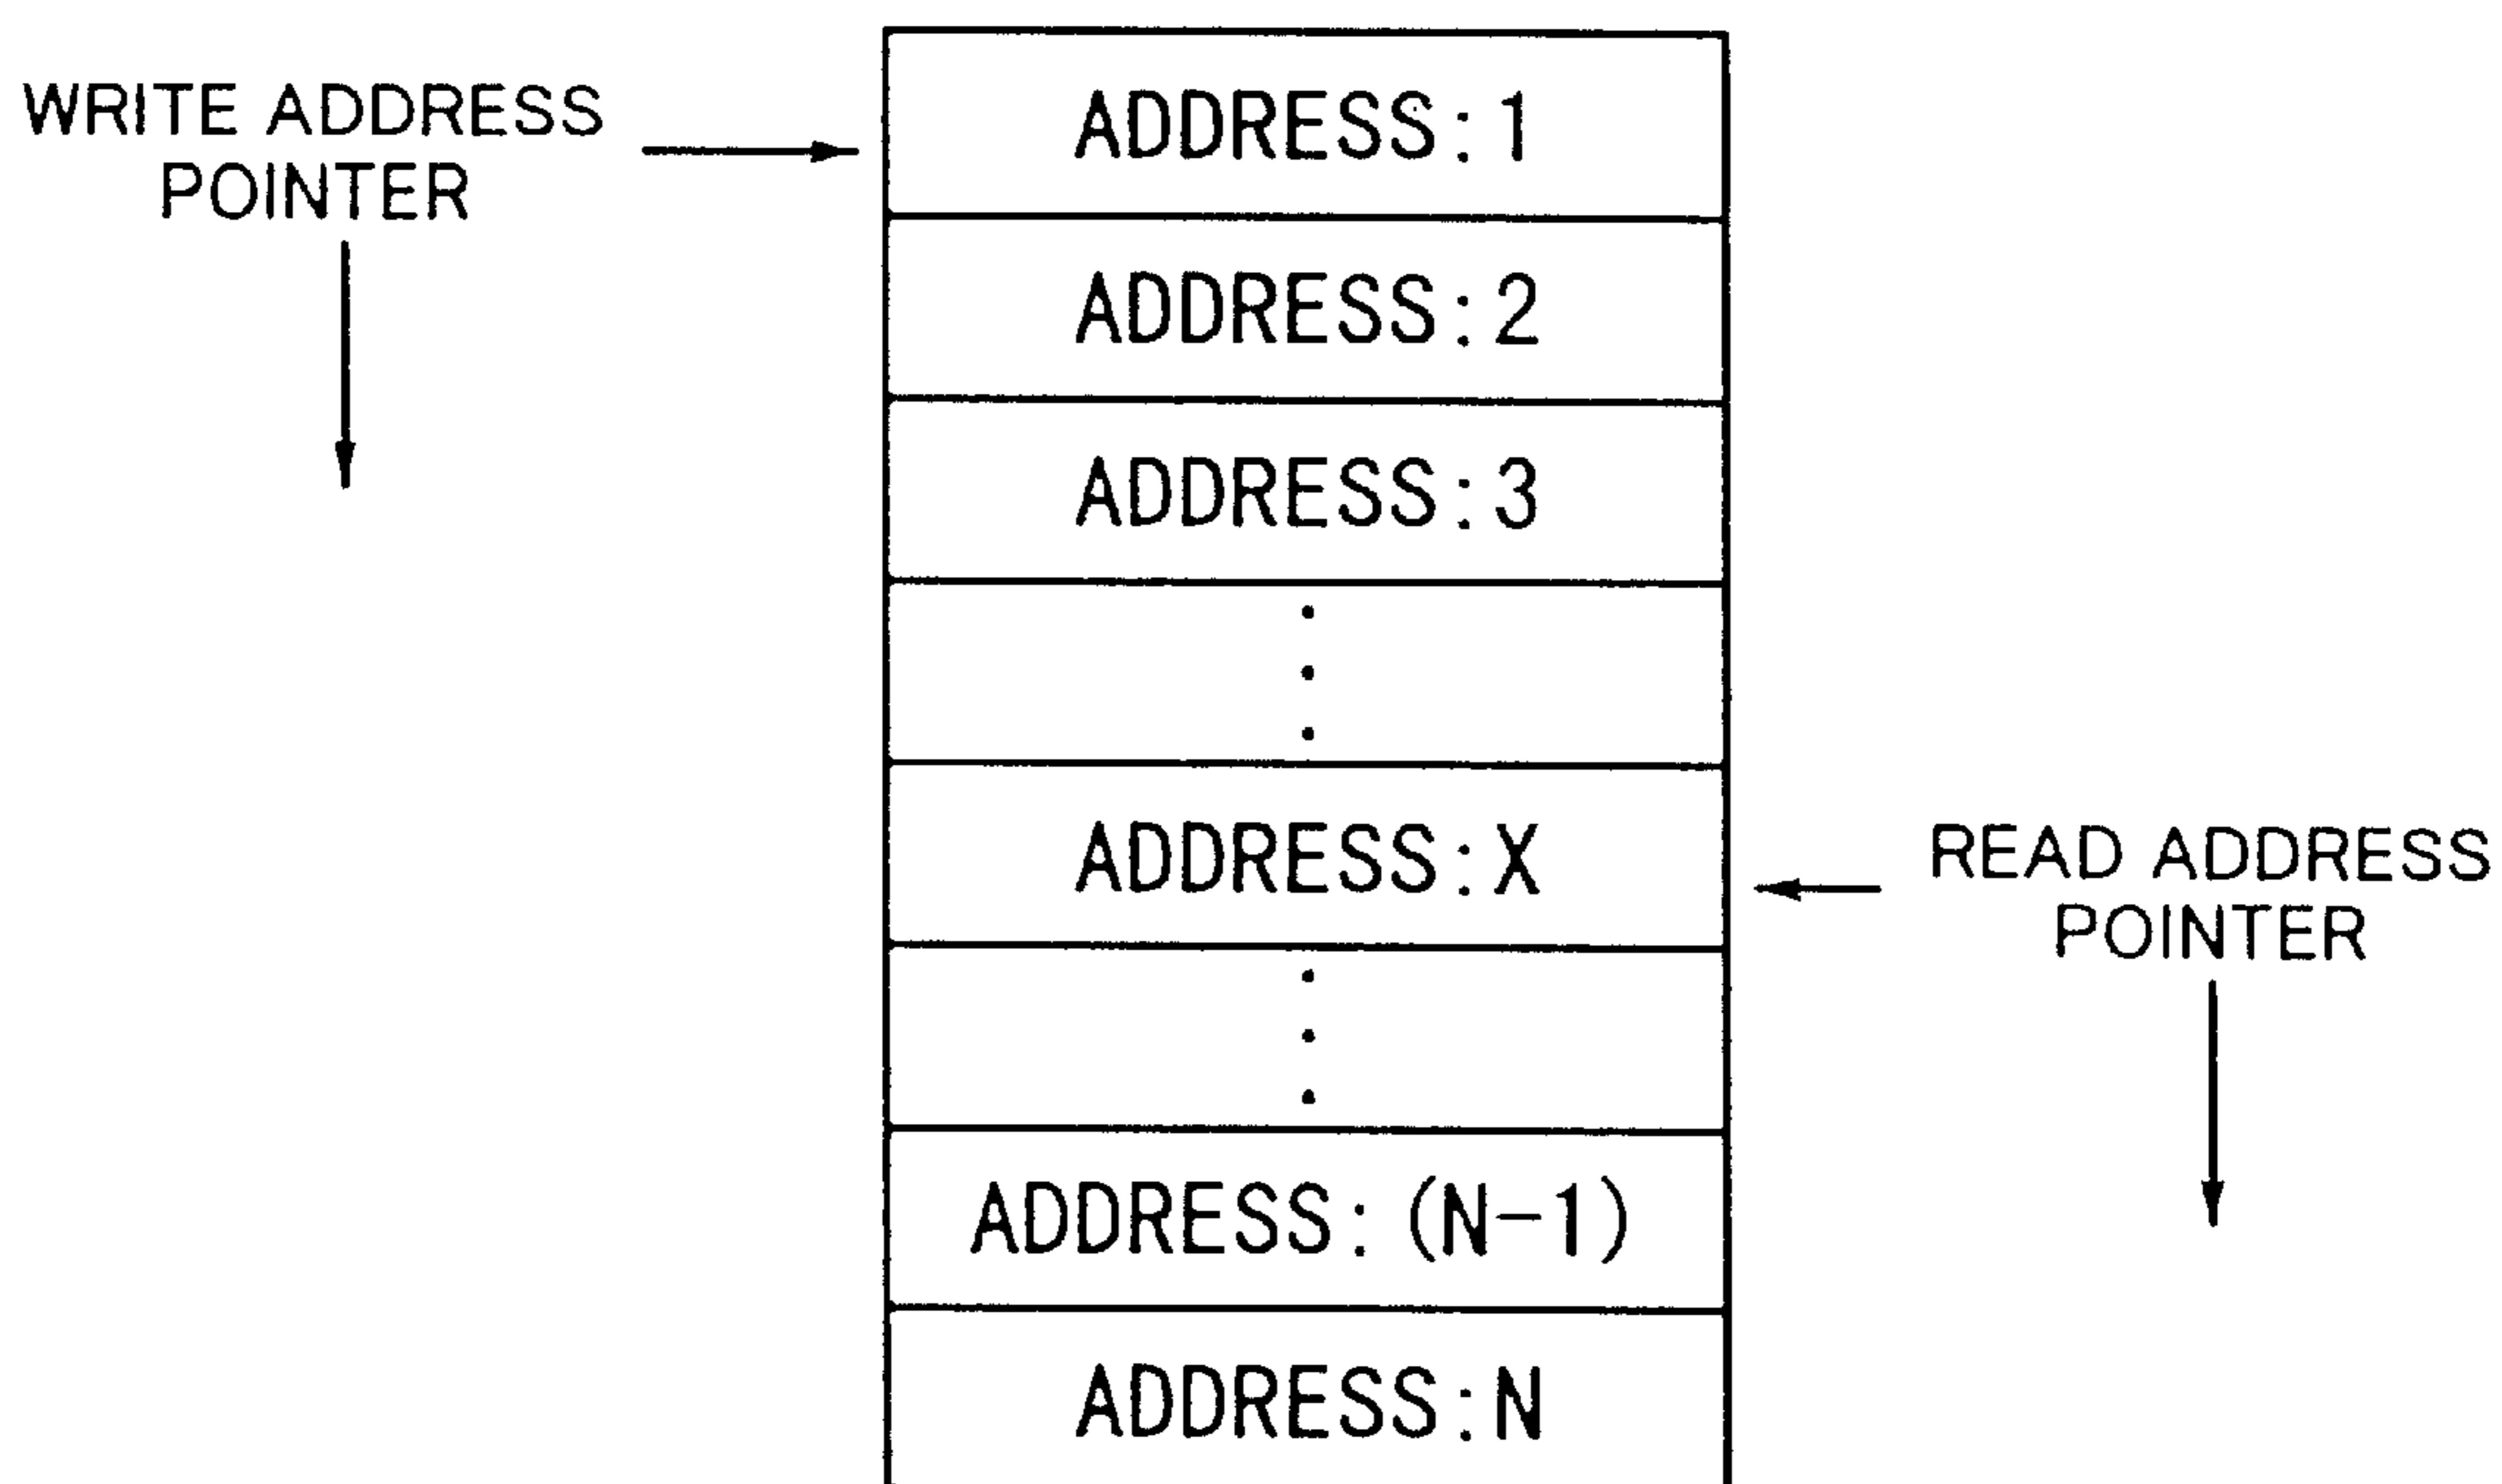 WRITE ADDRESS
POINTER
ADDRESS:1
ADDRESS:2
ADDRESS:3
ADDRESS:X
READ ADDRESS
POINTER
ADDRESS:(N-1)
ADDRESS:N